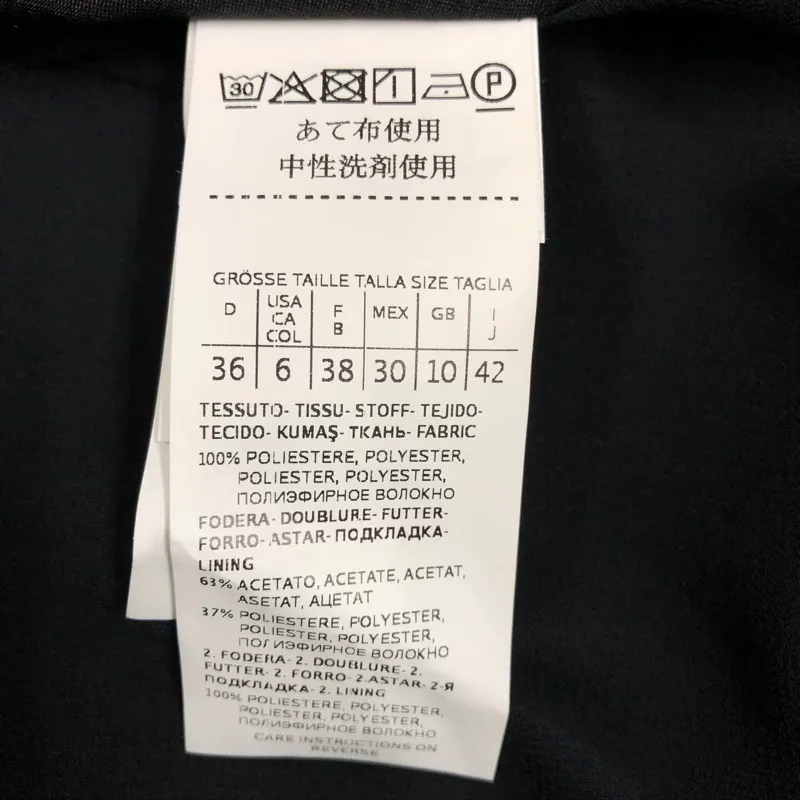 30 P
あて布使用
中性洗剤使用
GRÖSSE TAILLE TALLA SIZE TAGLIA
D USA CA COL F B MEX GB I J
36 6 38 30 10 42
TESSUTO- TISSU- STOFF- TEJIDO-
TECIDO- KUMAŞ- ТКАНЬ- FABRIC
100% POLIESTERE, POLYESTER,
POLIESTER, POLYESTER,
ПОЛИЭФИРНОЕ ВОЛОКНО
FODERA- DOUBLURE- FUTTER-
FORRO- ASTAR- ПОДКЛАДКА-
LINING
63% ACETATO, ACETATE, ACETAT,
ASETAT, АЦЕТАТ
37% POLIESTERE, POLYESTER,
POLIESTER, POLYESTER,
ПОЛИЭФИРНОЕ ВОЛОКНО
2. FODERA- 2. DOUBLURE- 2.
FUTTER- 2. FORRO- 2.ASTAR- 2-Я
ПОДКЛАДКА- 2. LINING
100% POLIESTERE, POLYESTER,
POLIESTER, POLYESTER,
ПОЛИЭФИРНОЕ ВОЛОКНО
CARE INSTRUCTIONS ON
REVERSE